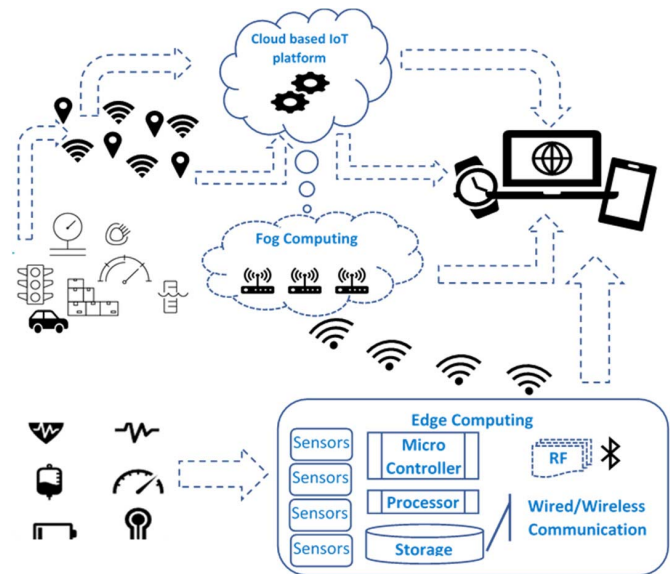 Cloud based IoT
platform
Fog Computing
Edge Computing
Sensors
Sensors
Sensors
Sensors
Micro
Controller
Processor
Storage
RF
Wired/Wireless
Communication